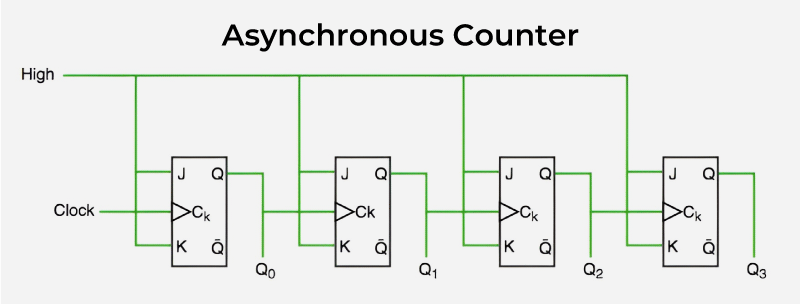 Asynchronous Counter
High
J Q J Q J Q J Q
Clock Ck Ck Ck Ck
K Q̄ K Q̄ K Q̄ K Q̄
Q0 Q1 Q2 Q3